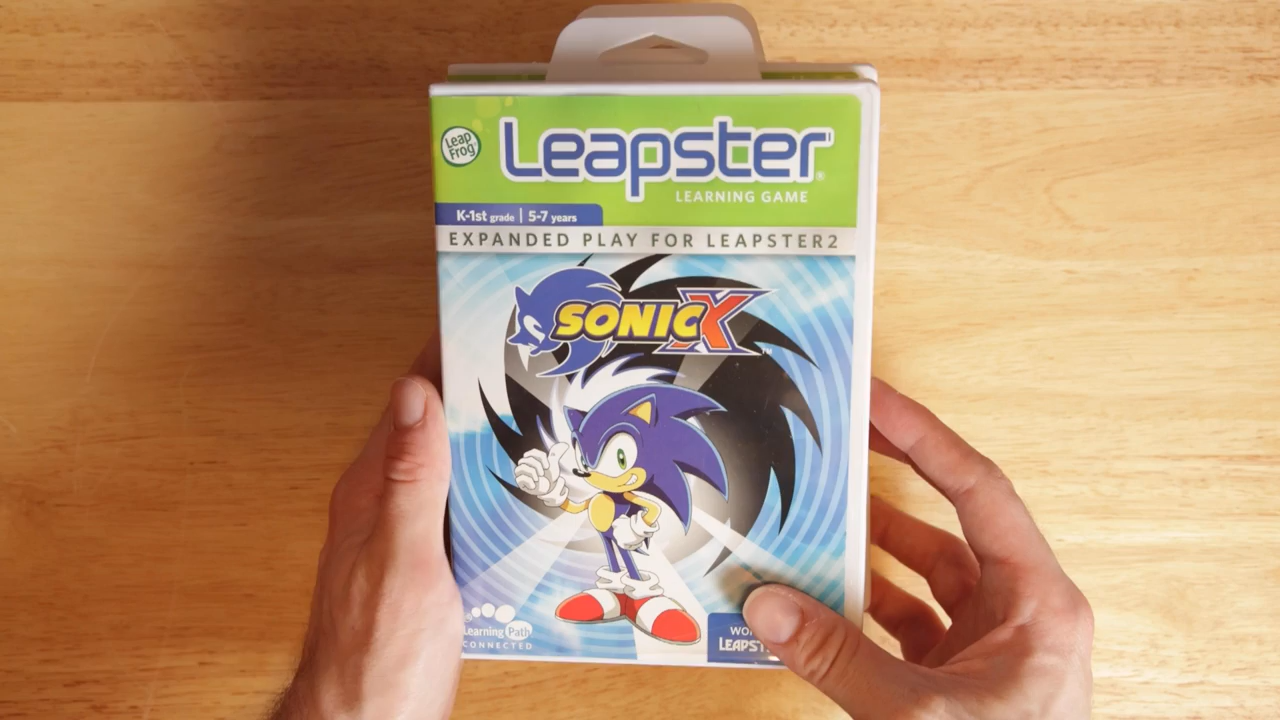 Leap
Frog
Leapster®
LEARNING GAME
K-1st grade | 5-7 years
EXPANDED PLAY FOR LEAPSTER2
SONIC X
Learning Path
CONNECTED